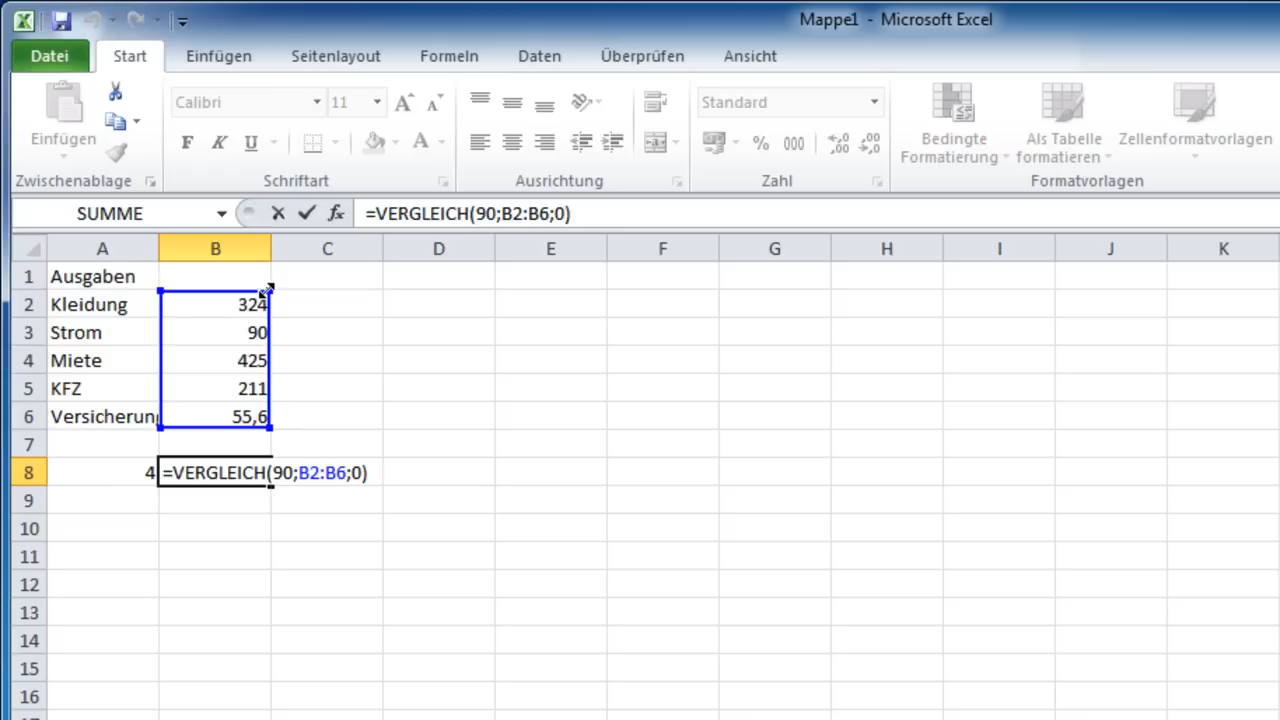 Mappe1 - Microsoft Excel
Datei Start Einfügen Seitenlayout Formeln Daten Überprüfen Ansicht
Calibri 11 Standard
Einfügen F K U A % 000 Bedingte Formatierung Als Tabelle formatieren Zellenformatvorlagen
Zwischenablage Schriftart Ausrichtung Zahl Formatvorlagen
SUMME fx =VERGLEICH(90;B2:B6;0)
A B C D E F G H I J K
1 Ausgaben
2 Kleidung 324
3 Strom 90
4 Miete 425
5 KFZ 211
6 Versicherun 55,6
7
8 4 =VERGLEICH(90;B2:B6;0)
9
10
11
12
13
14
15
16